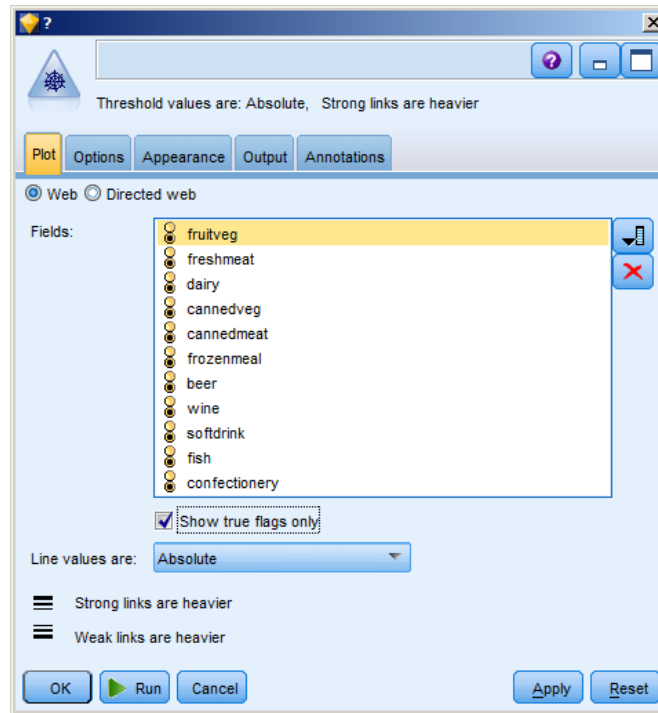 ?
Threshold values are: Absolute, Strong links are heavier
Plot Options Appearance Output Annotations
Web Directed web
Fields:
fruitveg
freshmeat
dairy
cannedveg
cannedmeat
frozenmeal
beer
wine
softdrink
fish
confectionery
Show true flags only
Line values are: Absolute
Strong links are heavier
Weak links are heavier
OK Run Cancel Apply Reset